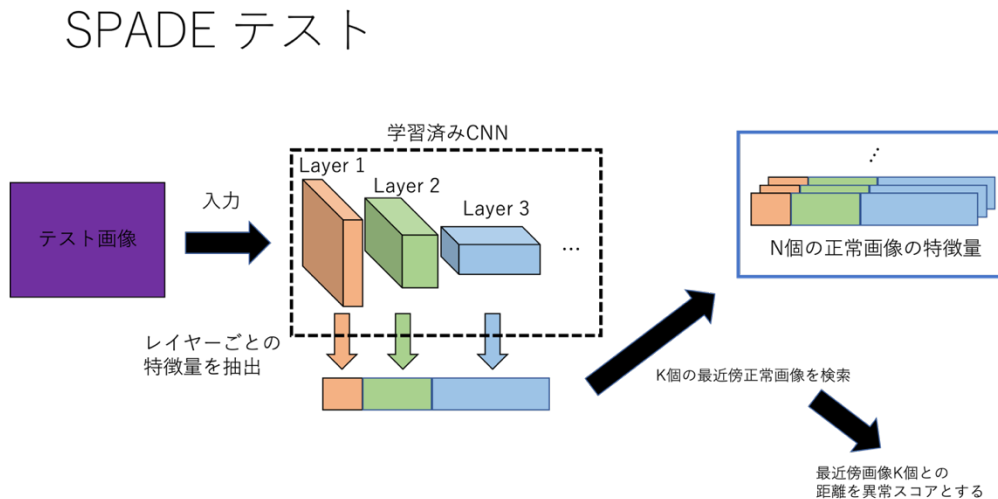 SPADE テスト
学習済みCNN
Layer 1
Layer 2
Layer 3
...
テスト画像
入力
レイヤーごとの
特徴量を抽出
...
N個の正常画像の特徴量
K個の最近傍正常画像を検索
最近傍画像K個との
距離を異常スコアとする